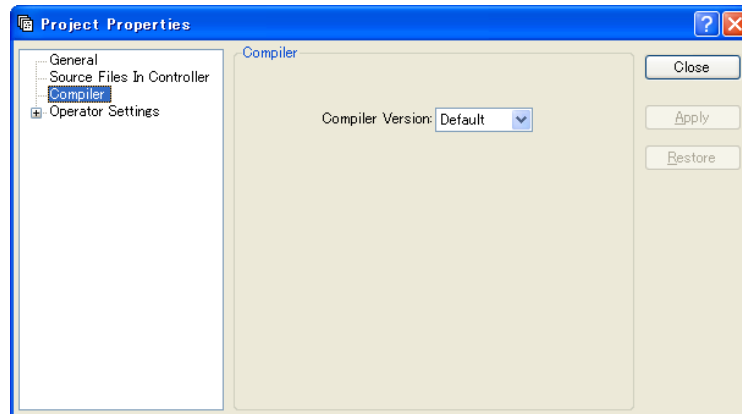 Project Properties
General
Source Files In Controller
Compiler
Operator Settings
Compiler
Compiler Version: Default
Close
Apply
Restore